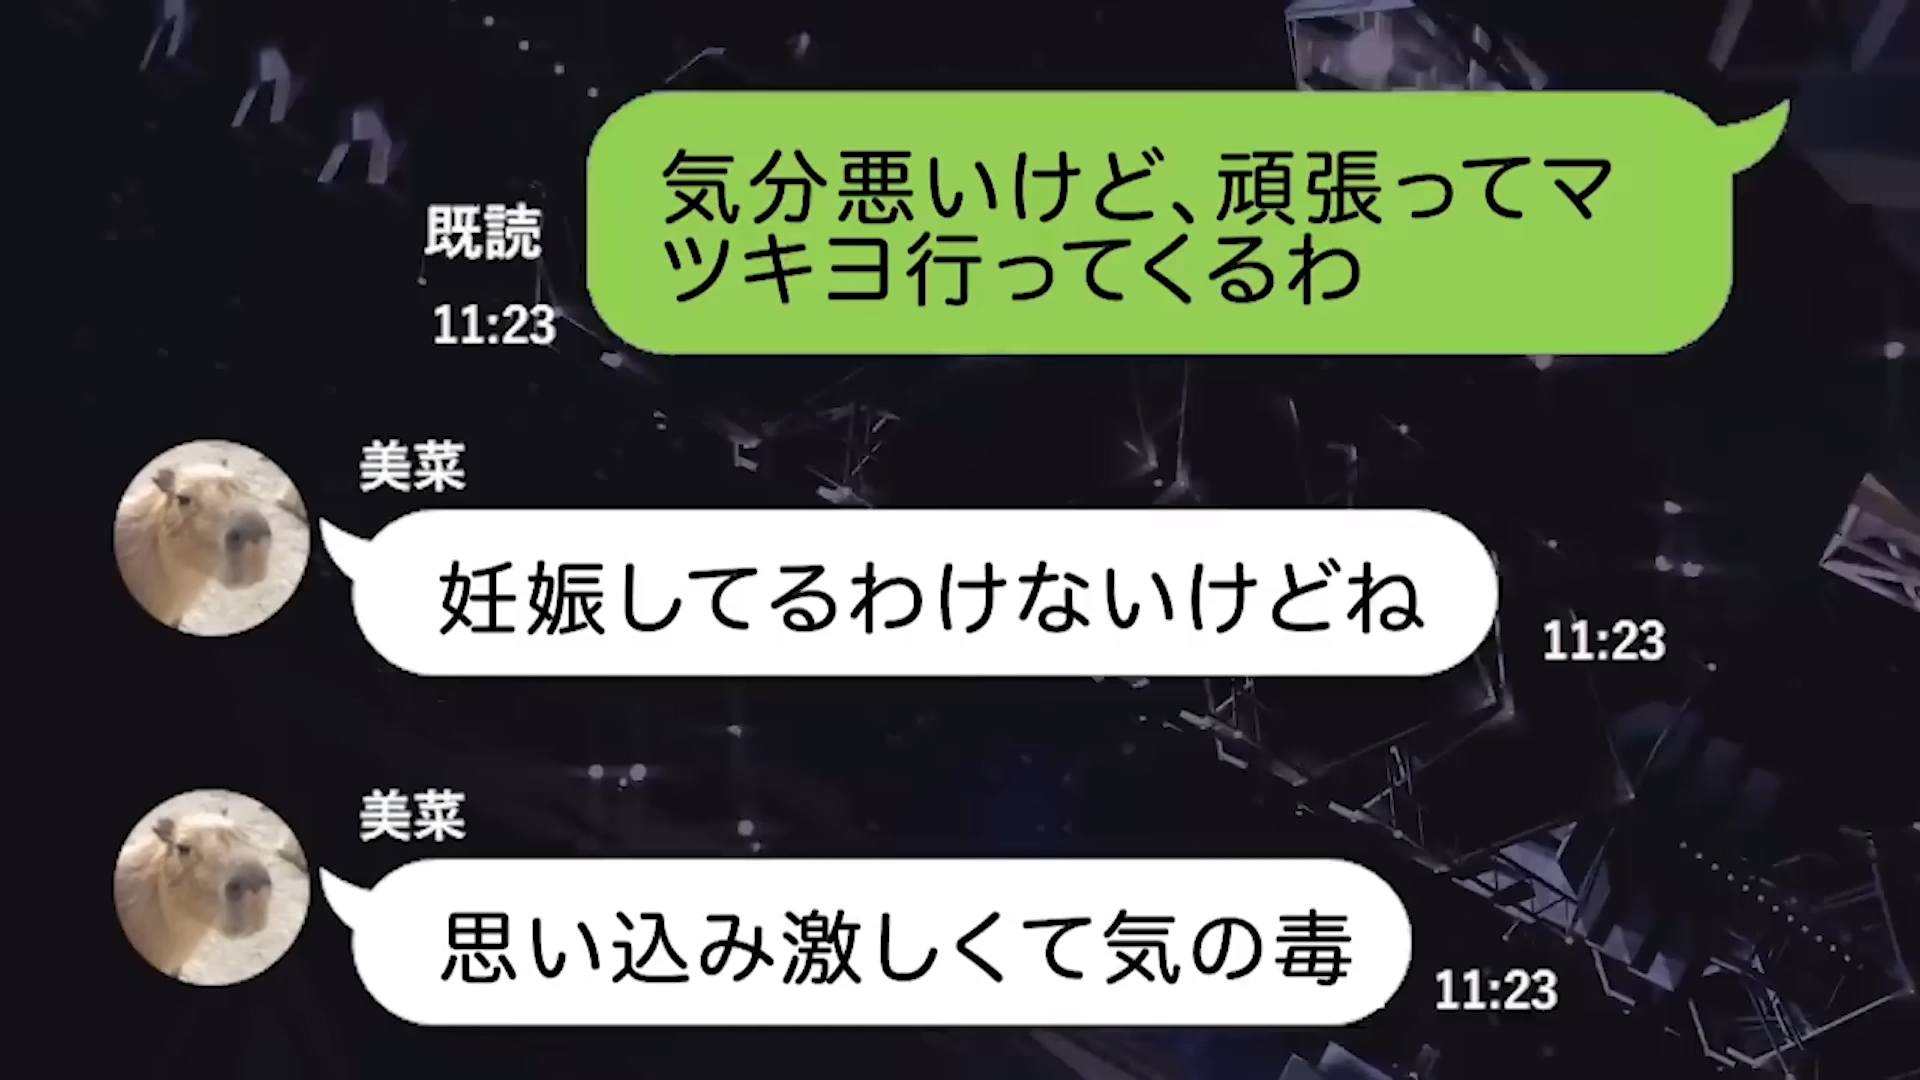 気分悪いけど、頑張ってマ
ツキヨ行ってくるわ
既読
11:23
美菜
妊娠してるわけないいけどね
11:23
美菜
思い込み激しくて気の毒
11:23